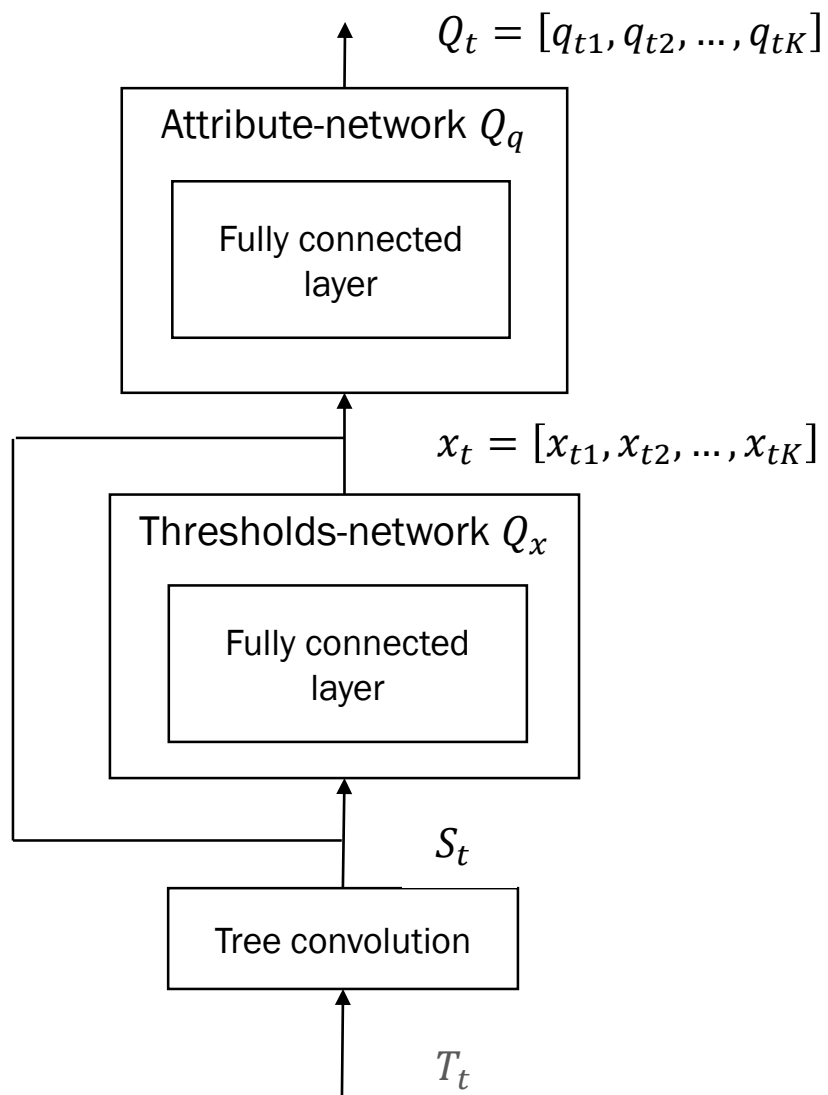 Q_t = [q_{t1}, q_{t2}, ..., q_{tK}]
Attribute-network Q_q
Fully connected
layer
x_t = [x_{t1}, x_{t2}, ..., x_{tK}]
Thresholds-network Q_x
Fully connected
layer
S_t
Tree convolution
T_t